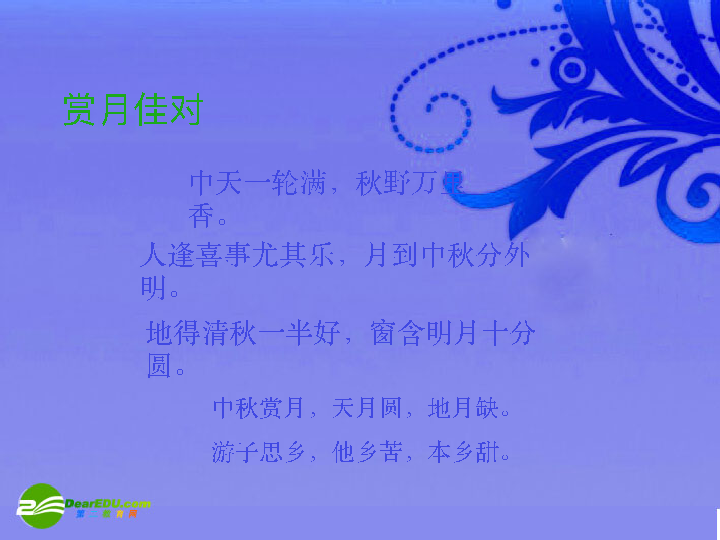 赏月佳对
中天一轮满，秋野万里
香。
人逢喜事尤其乐，月到中秋分外
明。
地得清秋一半好，窗含明月十分
圆。
中秋赏月，天月圆，地月缺。
游子思乡，他乡苦，本乡甜。
DearEDU.com